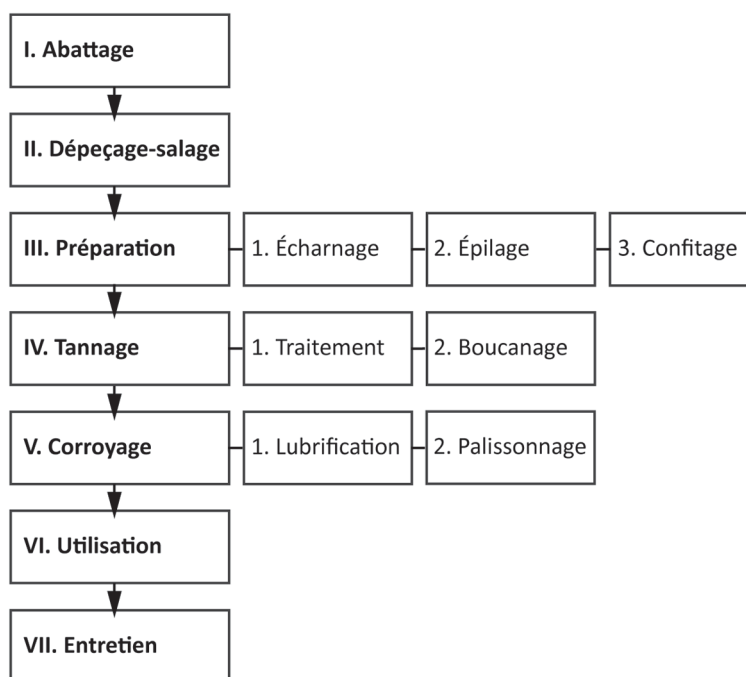 I. Abattage
II. Dépeçage-salage
III. Préparation
1. Écharnage
2. Épilage
3. Confitage
IV. Tannage
1. Traitement
2. Boucanage
V. Corroyage
1. Lubrification
2. Palissonnage
VI. Utilisation
VII. Entretien